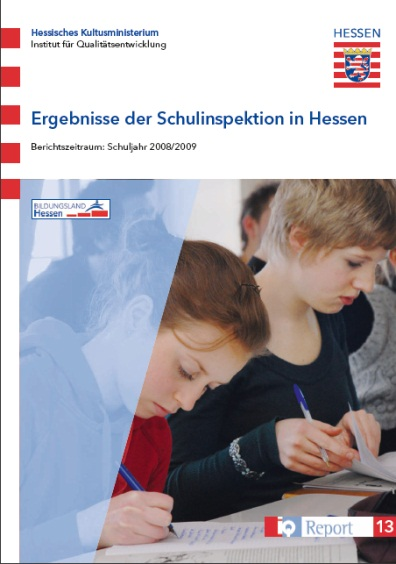 Hessisches Kultusministerium
Institut für Qualitätsentwicklung
HESSEN
Ergebnisse der Schulinspektion in Hessen
Berichtszeitraum: Schuljahr 2008/2009
BILDUNGSLAND
Hessen
iQ Report 13